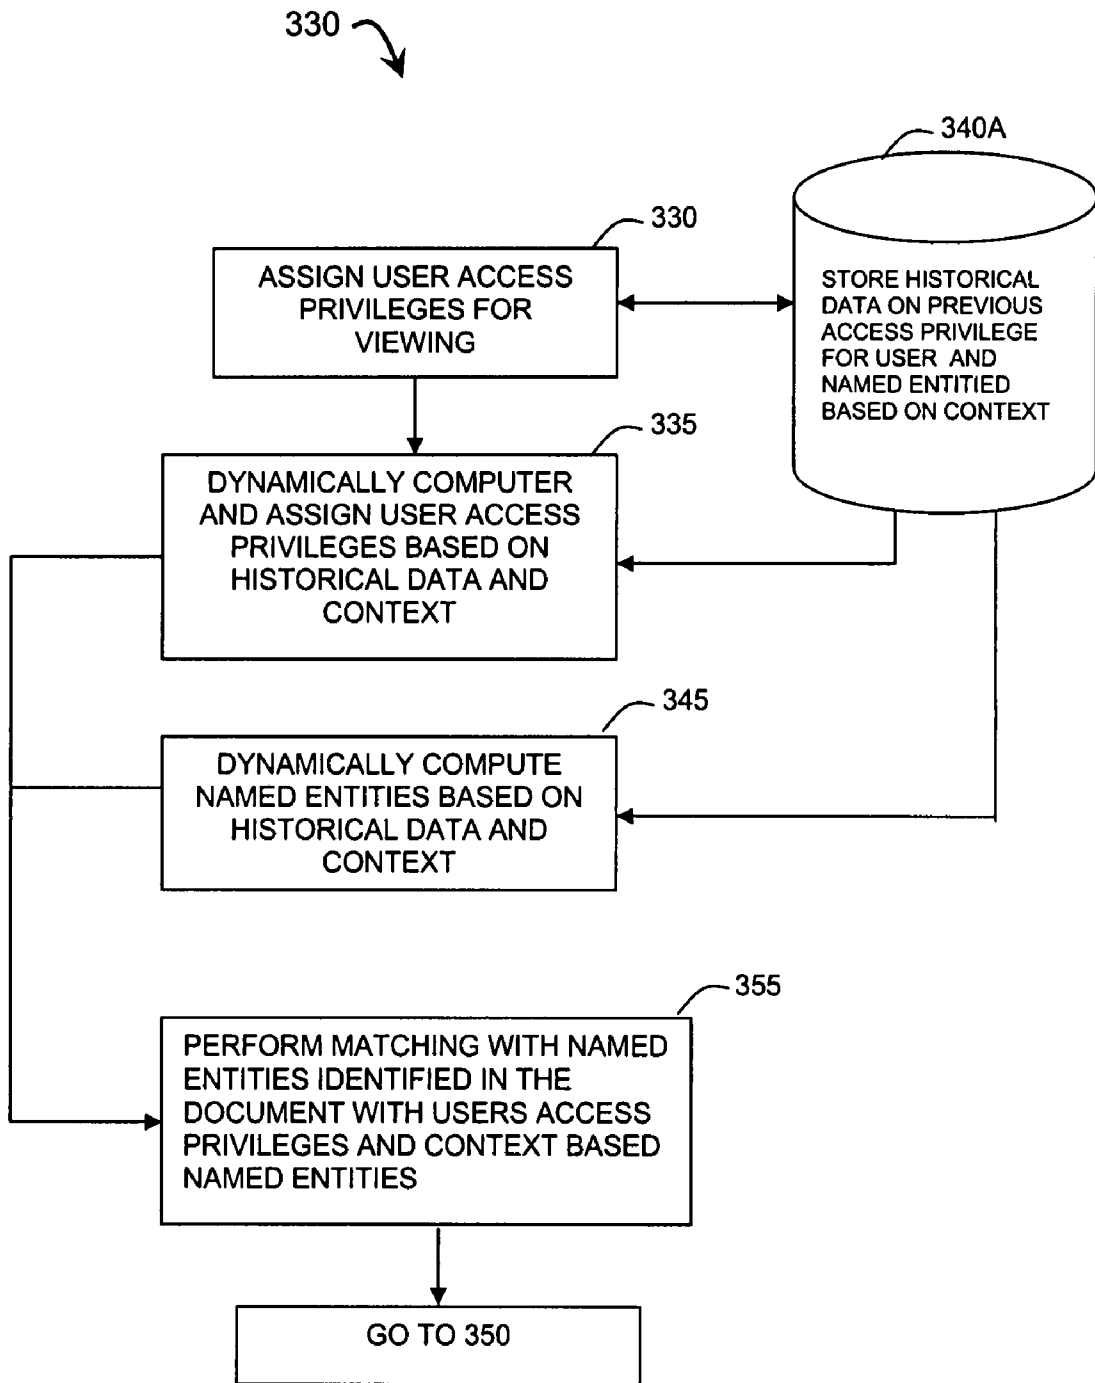 330
340A
330
ASSIGN USER ACCESS
PRIVILEGES FOR
VIEWING
STORE HISTORICAL
DATA ON PREVIOUS
ACCESS PRIVILEGE
FOR USER AND
NAMED ENTITIED
BASED ON CONTEXT
335
DYNAMICALLY COMPUTER
AND ASSIGN USER ACCESS
PRIVILEGES BASED ON
HISTORICAL DATA AND
CONTEXT
345
DYNAMICALLY COMPUTE
NAMED ENTITIES BASED ON
HISTORICAL DATA AND
CONTEXT
355
PERFORM MATCHING WITH NAMED
ENTITIES IDENTIFIED IN THE
DOCUMENT WITH USERS ACCESS
PRIVILEGES AND CONTEXT BASED
NAMED ENTITIES
GO TO 350